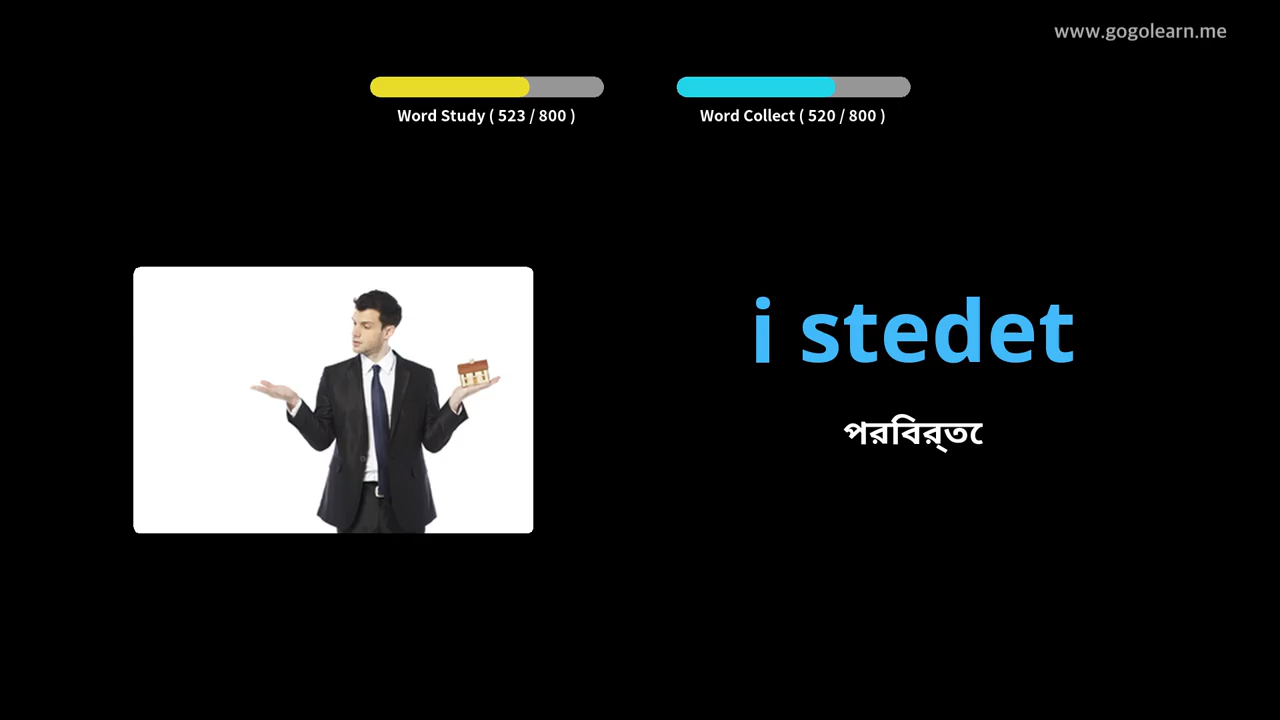 www.gogolearn.me
Word Study ( 523 / 800 )
Word Collect ( 520 / 800 )
i stedet
পরিবর্তে